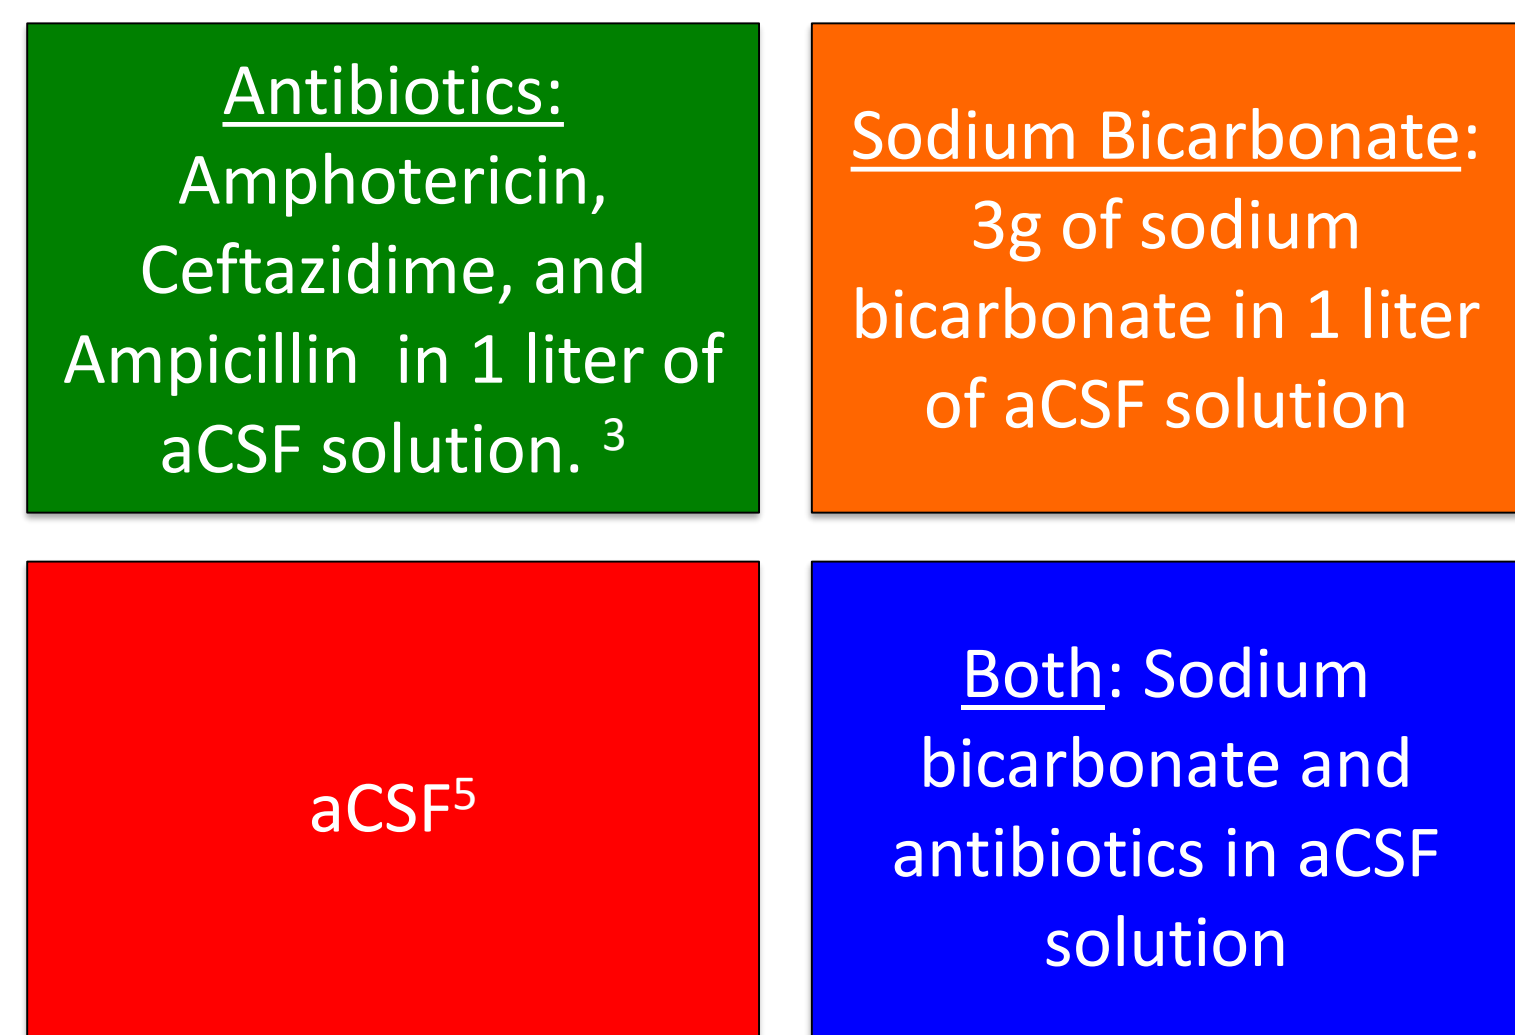 Antibiotics:
Amphotericin,
Ceftazidime, and
Ampicillin  in 1 liter of
aCSF solution. ³
Sodium Bicarbonate:
3g of sodium
bicarbonate in 1 liter
of aCSF solution
aCSF⁵
Both: Sodium
bicarbonate and
antibiotics in aCSF
solution